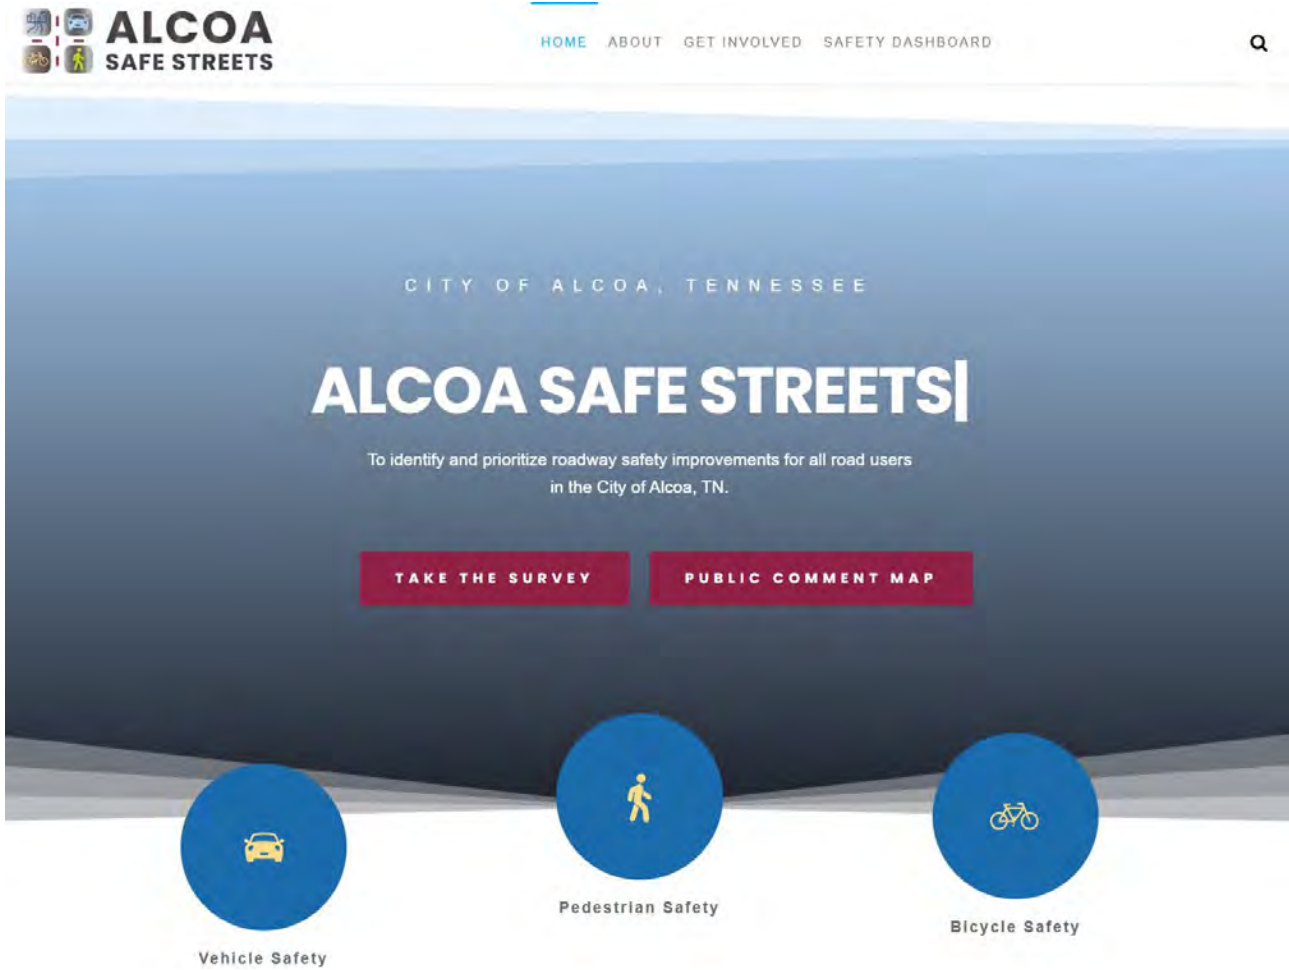 ALCOA
SAFE STREETS
HOME ABOUT GET INVOLVED SAFETY DASHBOARD
CITY OF ALCOA, TENNESSEE
ALCOA SAFE STREETS|
To identify and prioritize roadway safety improvements for all road users
in the City of Alcoa, TN.
TAKE THE SURVEY PUBLIC COMMENT MAP
Pedestrian Safety
Bicycle Safety
Vehicle Safety